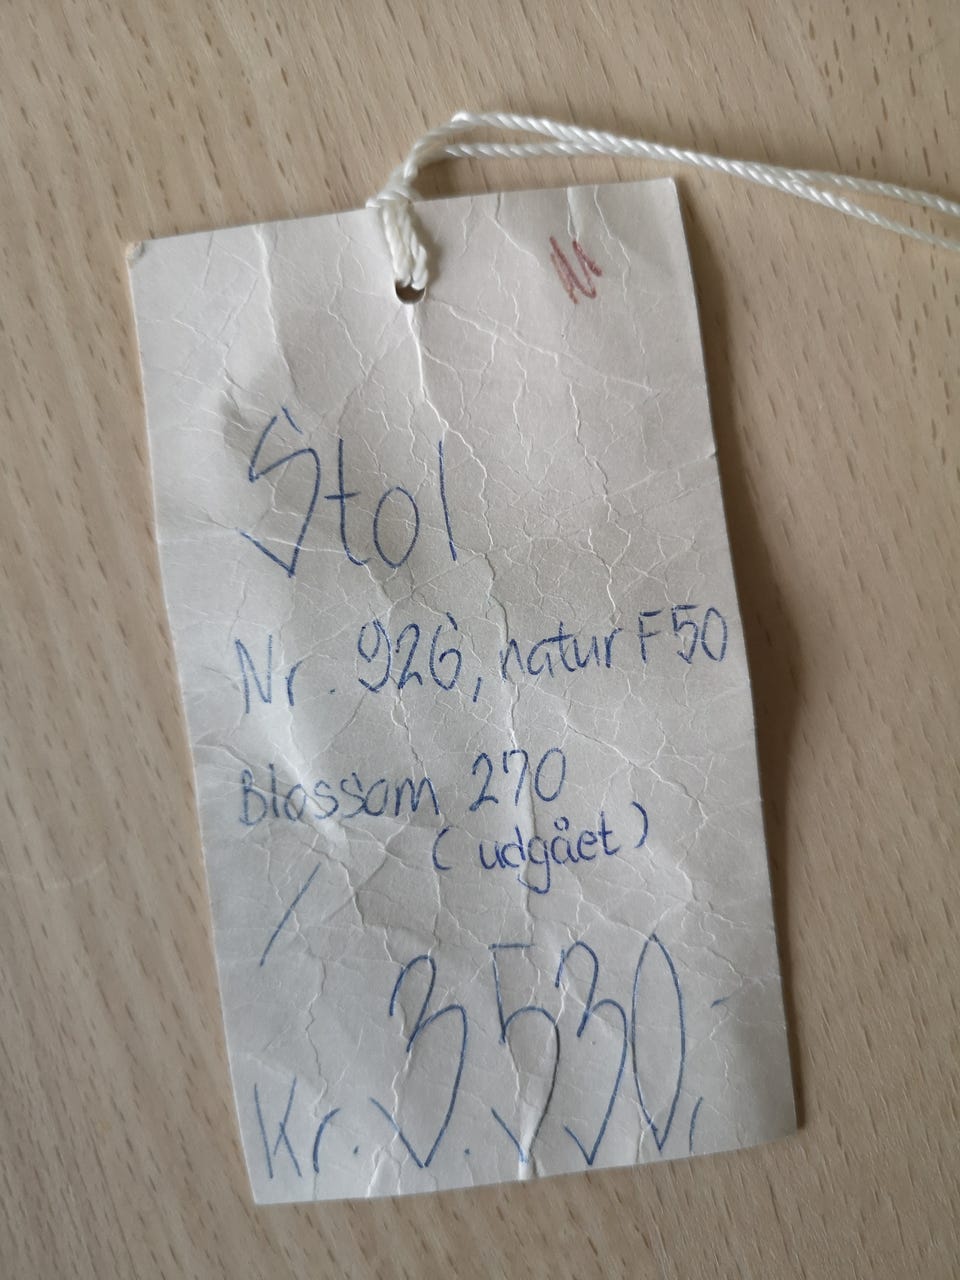 Stol
Nr. 926, natur F50
Blossom 270
(udgået)
/
Kr. 3.530,-